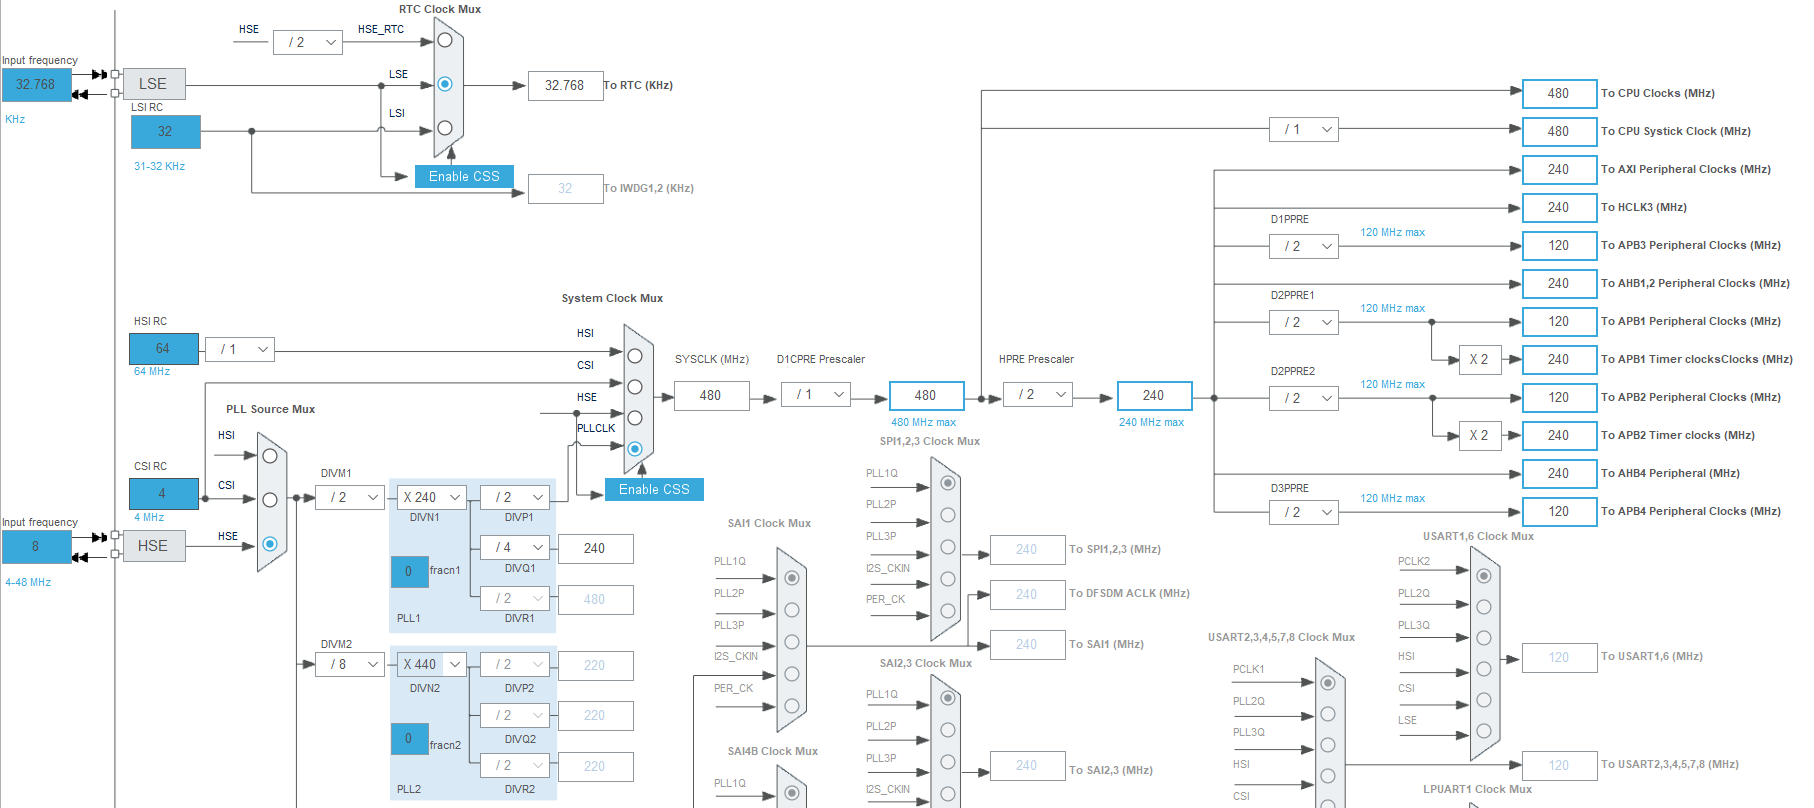 RTC Clock Mux
HSE
/ 2
HSE_RTC
Input frequency
32.768
KHz
LSE
LSE
32.768
To RTC (KHz)
LSI RC
32
31-32 KHz
LSI
Enable CSS
32
To IWDG1,2 (KHz)
480
To CPU Clocks (MHz)
/ 1
480
To CPU Systick Clock (MHz)
240
To AXI Peripheral Clocks (MHz)
240
To HCLK3 (MHz)
D1PPRE
/ 2
120 MHz max
120
To APB3 Peripheral Clocks (MHz)
240
To AHB1,2 Peripheral Clocks (MHz)
D2PPRE1
/ 2
120 MHz max
120
To APB1 Peripheral Clocks (MHz)
X 2
240
To APB1 Timer clocksClocks (MHz)
D2PPRE2
/ 2
120 MHz max
120
To APB2 Peripheral Clocks (MHz)
X 2
240
To APB2 Timer clocks (MHz)
240
To AHB4 Peripheral (MHz)
D3PPRE
/ 2
120 MHz max
120
To APB4 Peripheral Clocks (MHz)
System Clock Mux
HSI RC
64
64 MHz
/ 1
HSI
CSI
HSE
PLLCLK
SYSCLK (MHz)
480
D1CPRE Prescaler
/ 1
480
480 MHz max
HPRE Prescaler
/ 2
240
240 MHz max
Enable CSS
PLL Source Mux
HSI
CSI RC
4
4 MHz
CSI
Input frequency
8
4-48 MHz
HSE
HSE
DIVM1
/ 2
X 240
DIVN1
/ 2
DIVP1
/ 4
DIVQ1
240
0
fracn1
/ 2
DIVR1
480
PLL1
DIVM2
/ 8
X 440
DIVN2
/ 2
DIVP2
220
/ 2
DIVQ2
220
0
fracn2
/ 2
DIVR2
220
PLL2
SPI1,2,3 Clock Mux
PLL1Q
PLL2P
PLL3P
I2S_CKIN
PER_CK
240
To SPI1,2,3 (MHz)
240
To DFSDM ACLK (MHz)
SAI1 Clock Mux
PLL1Q
PLL2P
PLL3P
I2S_CKIN
PER_CK
240
To SAI1 (MHz)
SAI2,3 Clock Mux
PLL1Q
PLL2P
PLL3P
I2S_CKIN
240
To SAI2,3 (MHz)
SAI4B Clock Mux
PLL1Q
USART1,6 Clock Mux
PCLK2
PLL2Q
PLL3Q
HSI
CSI
LSE
120
To USART1,6 (MHz)
USART2,3,4,5,7,8 Clock Mux
PCLK1
PLL2Q
PLL3Q
HSI
CSI
120
To USART2,3,4,5,7,8 (MHz)
LPUART1 Clock Mux